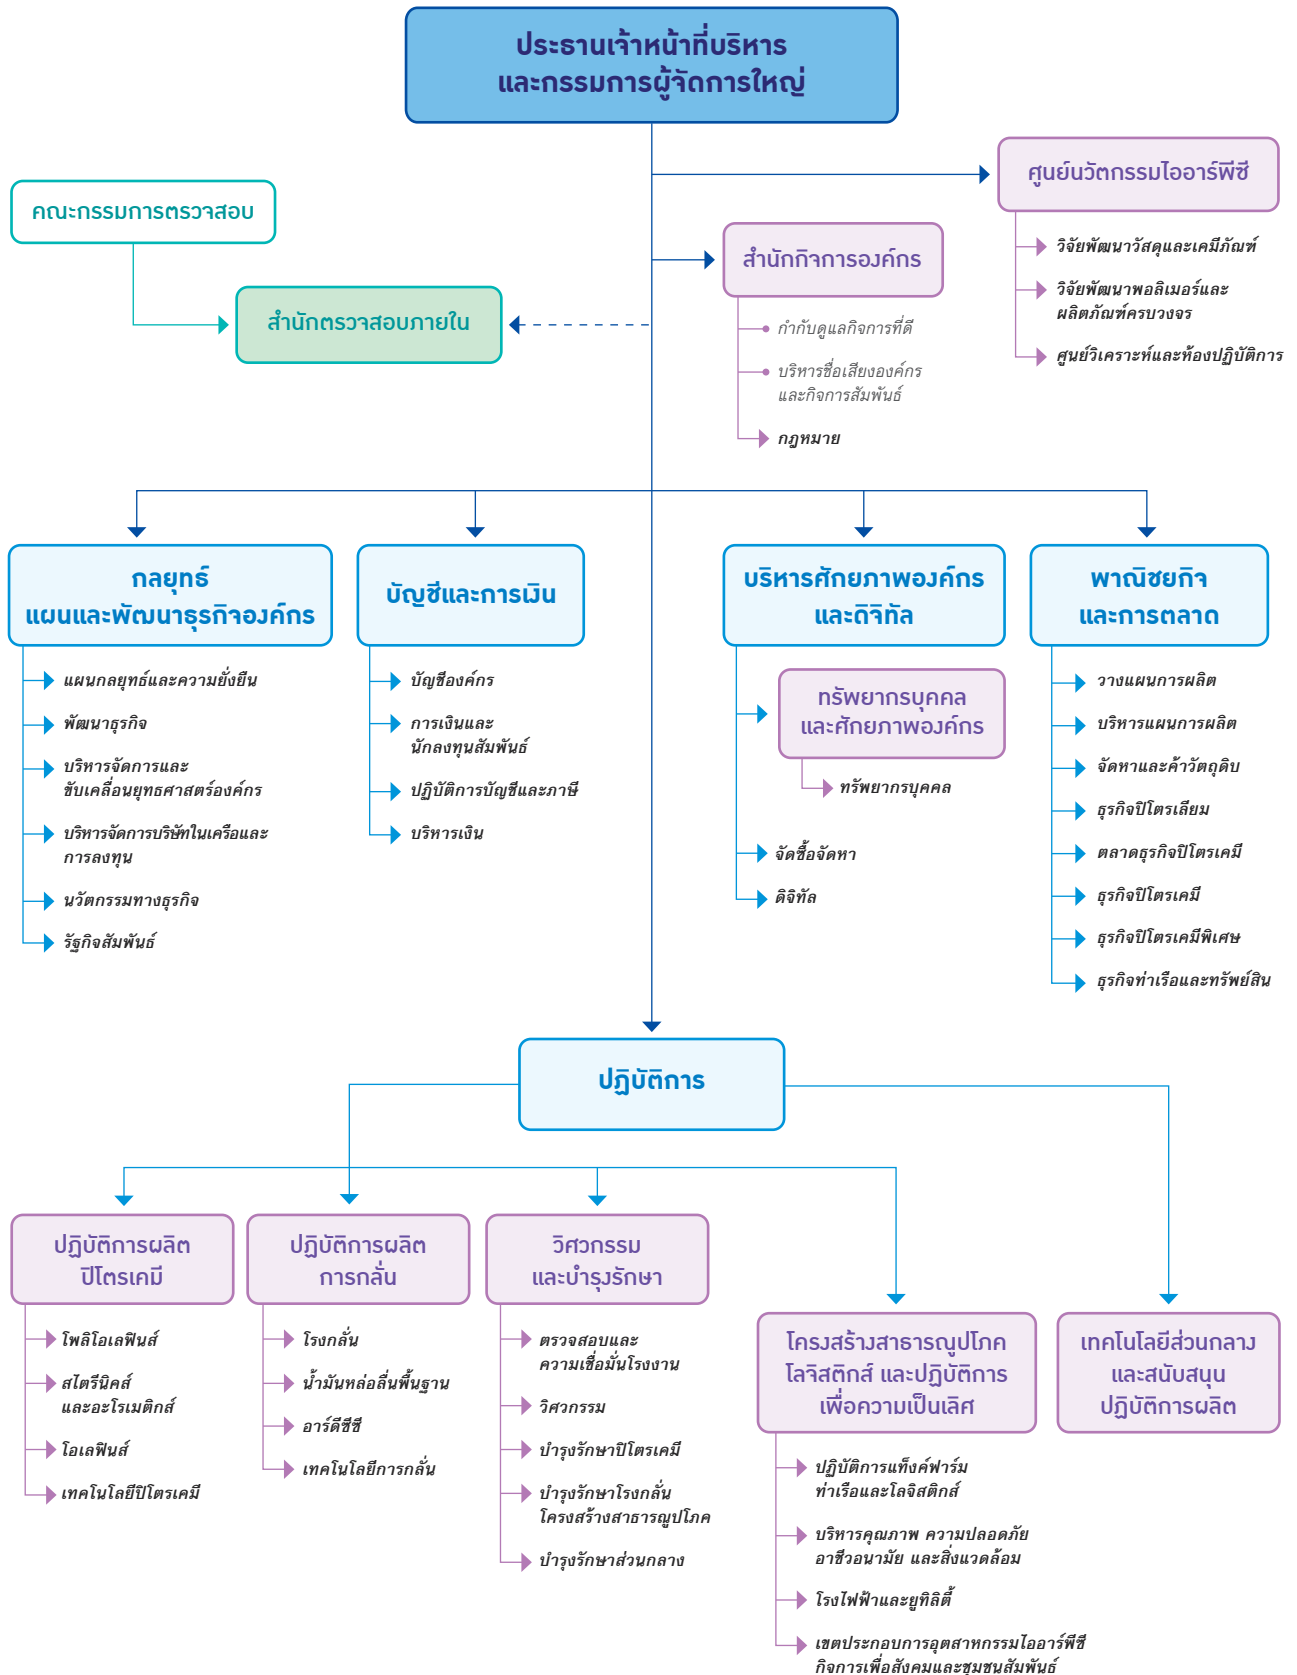 ประธานเจ้าหน้าที่บริหาร
และกรรมการผู้จัดการใหญ่
ศูนย์นวัตกรรมไออาร์พีซี
วิจัยพัฒนาวัสดุและเคมีภัณฑ์
วิจัยพัฒนาพอลิเมอร์และ
ผลิตภัณฑ์ครบวงจร
ศูนย์วิเคราะห์และห้องปฏิบัติการ
คณะกรรมการตรวจสอบ
สำนักตรวจสอบภายใน
สำนักกิจการองค์กร
กำกับดูแลกิจการที่ดี
บริหารชื่อเสียงองค์กร
และกิจการสัมพันธ์
กฎหมาย
กลยุทธ์
แผนและพัฒนาธุรกิจองค์กร
แผนกลยุทธ์และความยั่งยืน
พัฒนาธุรกิจ
บริหารจัดการและ
ขับเคลื่อนยุทธศาสตร์องค์กร
บริหารจัดการบริษัทในเครือและ
การลงทุน
นวัตกรรมทางธุรกิจ
รัฐกิจสัมพันธ์
บัญชีและการเงิน
บัญชีองค์กร
การเงินและ
นักลงทุนสัมพันธ์
ปฏิบัติการบัญชีและภาษี
บริหารเงิน
บริหารศักยภาพองค์กร
และดิจิทัล
ทรัพยากรบุคคล
และศักยภาพองค์กร
ทรัพยากรบุคคล
จัดซื้อจัดหา
ดิจิทัล
พาณิชยกิจ
และการตลาด
วางแผนการผลิต
บริหารแผนการผลิต
จัดหาและค้าวัตถุดิบ
ธุรกิจปิโตรเลียม
ตลาดธุรกิจปิโตรเคมี
ธุรกิจปิโตรเคมี
ธุรกิจปิโตรเคมีพิเศษ
ธุรกิจท่าเรือและทรัพย์สิน
ปฏิบัติการ
ปฏิบัติการผลิต
ปิโตรเคมี
โพลิโอเลฟินส์
สไตรีนิคส์
และอะโรเมติกส์
โอเลฟินส์
เทคโนโลยีปิโตรเคมี
ปฏิบัติการผลิต
การกลั่น
โรงกลั่น
น้ำมันหล่อลื่นพื้นฐาน
อาร์ดีซีซี
เทคโนโลยีการกลั่น
วิศวกรรม
และบำรุงรักษา
ตรวจสอบและ
ความเชื่อมั่นโรงงาน
วิศวกรรม
บำรุงรักษาปิโตรเคมี
บำรุงรักษาโรงกลั่น
โครงสร้างสาธารณูปโภค
บำรุงรักษาส่วนกลาง
โครงสร้างสาธารณูปโภค
โลจิสติกส์ และปฏิบัติการ
เพื่อความเป็นเลิศ
ปฏิบัติการแท็งค์ฟาร์ม
ท่าเรือและโลจิสติกส์
บริหารคุณภาพ ความปลอดภัย
อาชีวอนามัย และสิ่งแวดล้อม
โรงไฟฟ้าและยูทิลิตี้
เขตประกอบการอุตสาหกรรมไออาร์พีซี
กิจการเพื่อสังคมและชุมชนสัมพันธ์
เทคโนโลยีส่วนกลาง
และสนับสนุน
ปฏิบัติการผลิต